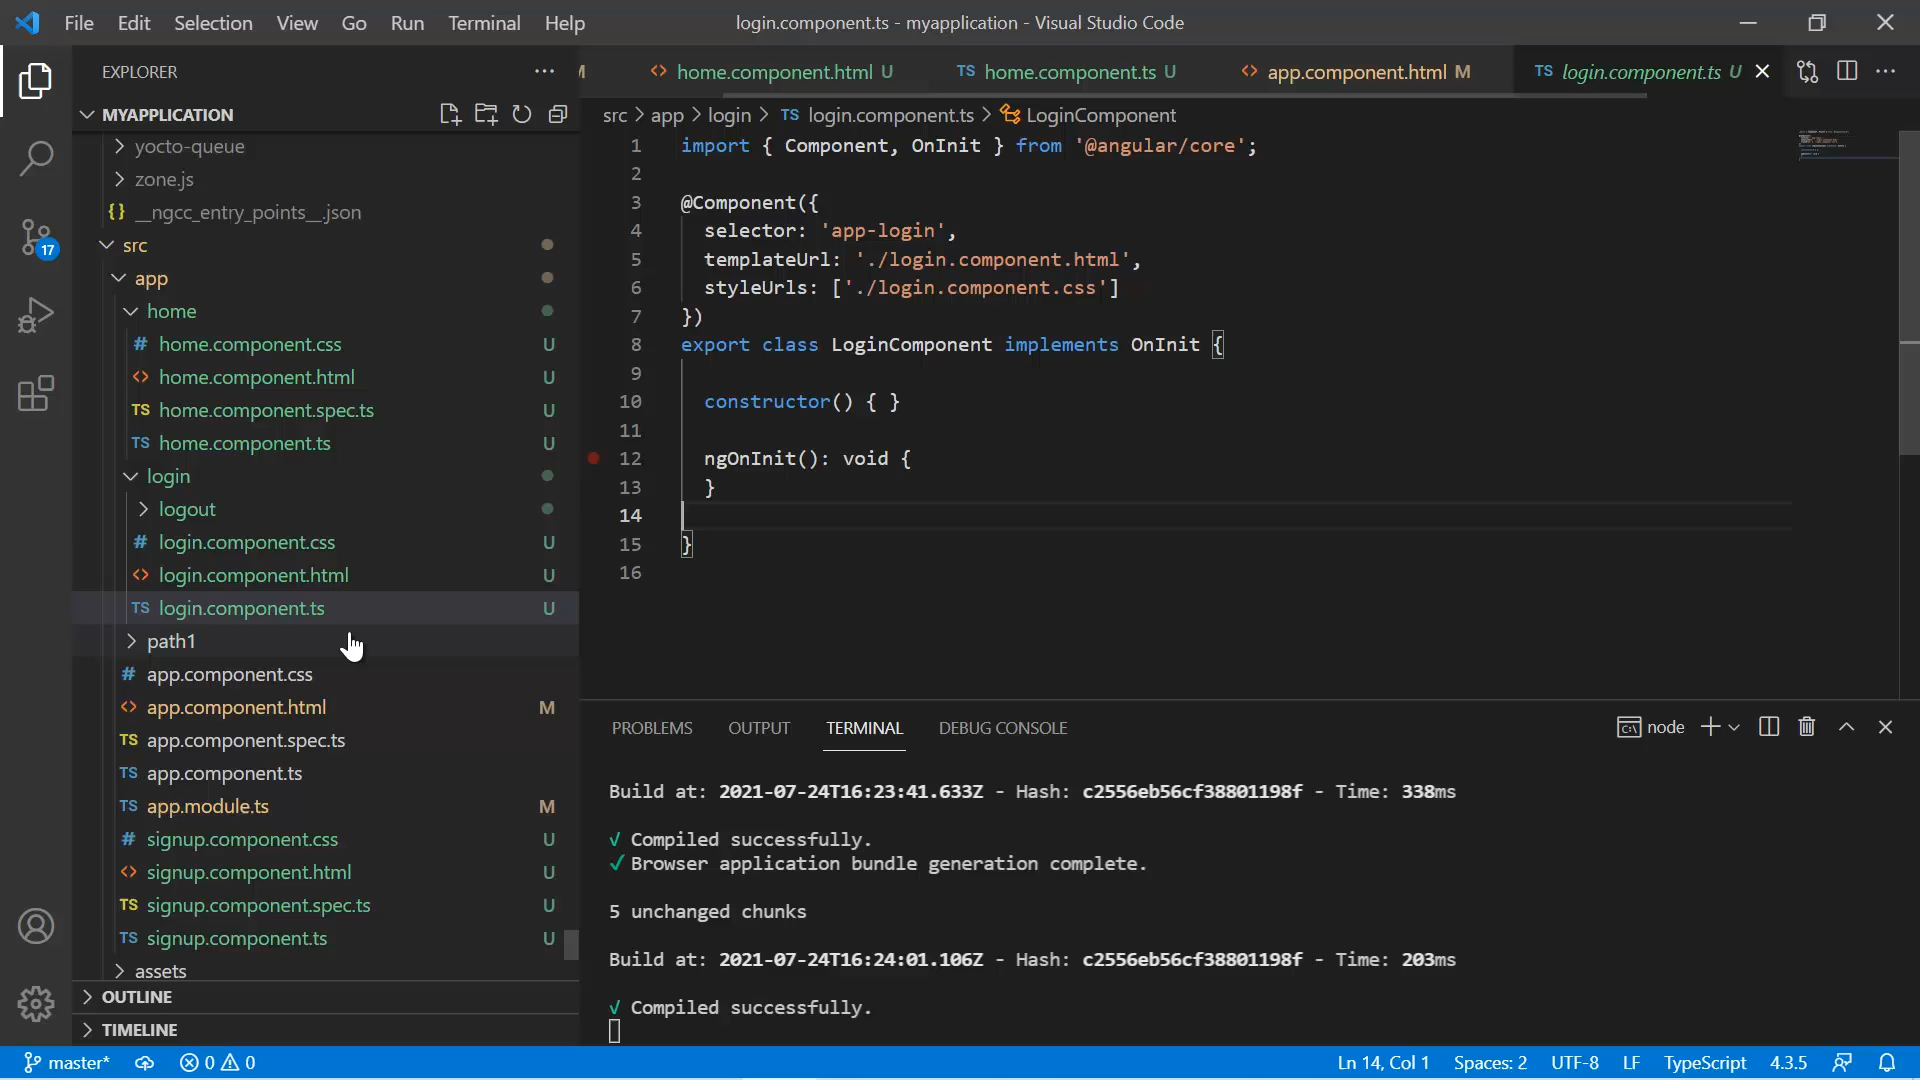 File Edit Selection View Go Run Terminal Help
login.component.ts - myapplication - Visual Studio Code
EXPLORER
MYAPPLICATION
yocto-queue
zone.js
{} __ngcc_entry_points__.json
src
app
home
# home.component.css U
<> home.component.html U
TS home.component.spec.ts U
TS home.component.ts U
login
logout
# login.component.css U
<> login.component.html U
TS login.component.ts U
path1
# app.component.css
<> app.component.html M
TS app.component.spec.ts
TS app.component.ts
TS app.module.ts M
# signup.component.css U
<> signup.component.html U
TS signup.component.spec.ts U
TS signup.component.ts U
assets
OUTLINE
TIMELINE
17
<> home.component.html U TS home.component.ts U <> app.component.html M TS login.component.ts U
src > app > login > TS login.component.ts > LoginComponent
1 import { Component, OnInit } from '@angular/core';
2
3 @Component({
4 selector: 'app-login',
5 templateUrl: './login.component.html',
6 styleUrls: ['./login.component.css']
7 })
8 export class LoginComponent implements OnInit {
9
10 constructor() { }
11
12 ngOnInit(): void {
13 }
14
15 }
16
PROBLEMS OUTPUT TERMINAL DEBUG CONSOLE
node
Build at: 2021-07-24T16:23:41.633Z - Hash: c2556eb56cf38801198f - Time: 338ms
√ Compiled successfully.
✓ Browser application bundle generation complete.
5 unchanged chunks
Build at: 2021-07-24T16:24:01.106Z - Hash: c2556eb56cf38801198f - Time: 203ms
√ Compiled successfully.
master* 0 0
Ln 14, Col 1 Spaces: 2 UTF-8 LF TypeScript 4.3.5